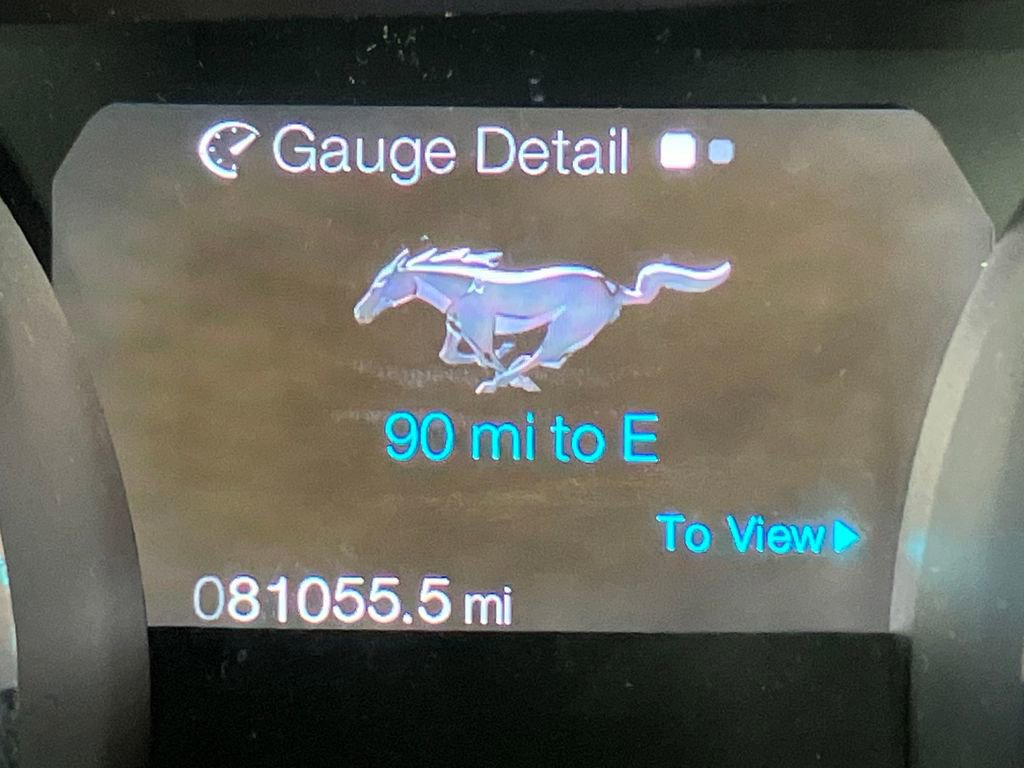 Gauge Detail
90 mi to E
To View
081055.5 mi